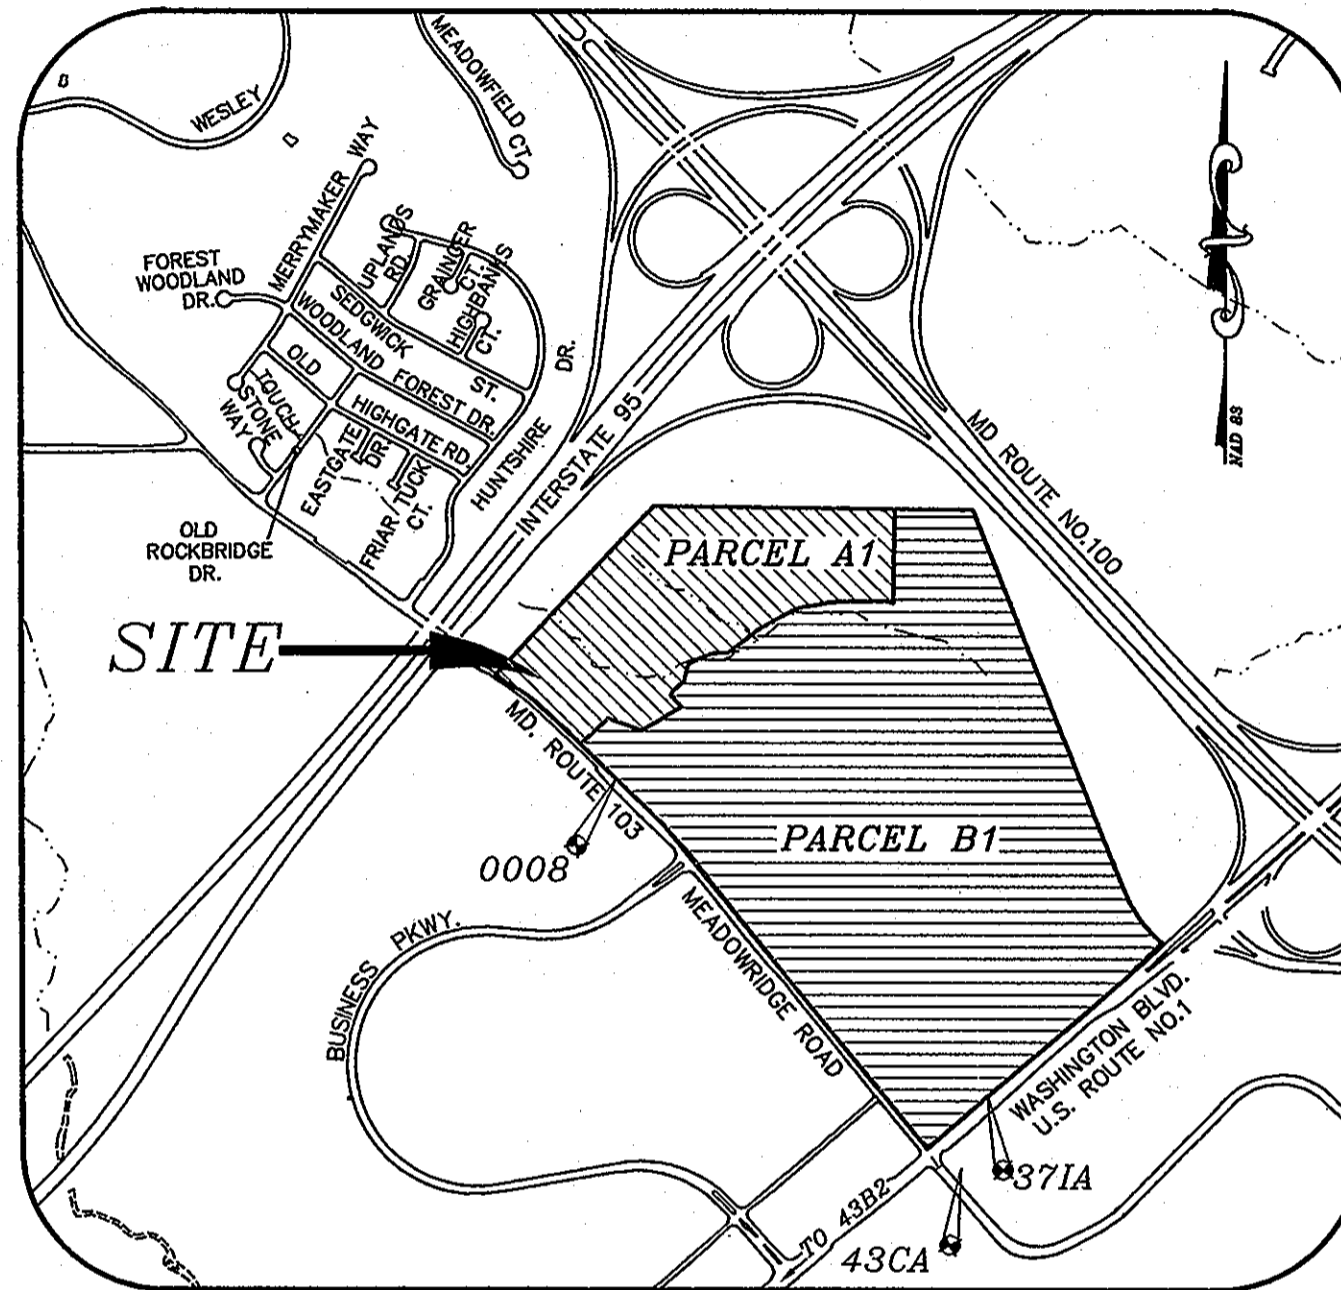 WESLEY
MEADOWFIELD CT.
MERRYMAKER WAY
FOREST
WOODLAND
DR.
UPLANDS
RD.
GRAINGER
CT.
HIGHBANKS
CT.
SEDGWICK ST.
WOODLAND FOREST DR.
OLD HIGHGATE RD.
TOUCH
STONE
WAY
EASTGATE
DR.
FRIAR TUCK
CT.
HUNTSHIRE DR.
OLD
ROCKBRIDGE
DR.
INTERSTATE 95
MD ROUTE NO.100
NAD 83
SITE
PARCEL A1
PARCEL B1
MD. ROUTE 103
0008
MEADOWRIDGE ROAD
BUSINESS PKWY.
WASHINGTON BLVD.
U.S. ROUTE NO.1
37IA
TO 43B2
43CA